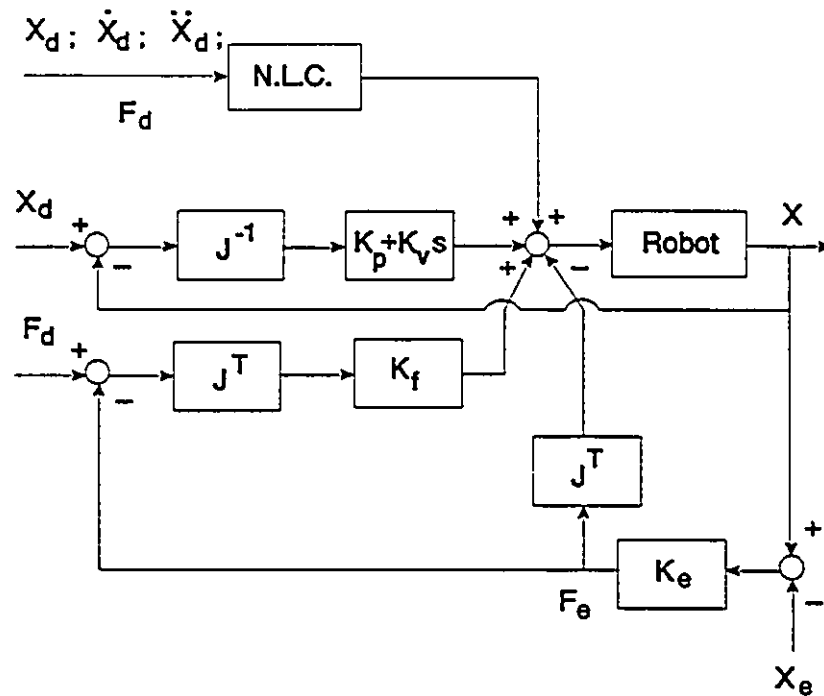 X_d ; Ẋ_d ; Ẍ_d ;
N.L.C.
F_d
X_d
+
−
J^-1
K_p+K_v s
+
+
+
−
Robot
X
F_d
+
−
J^T
K_f
J^T
+
−
K_e
F_e
X_e